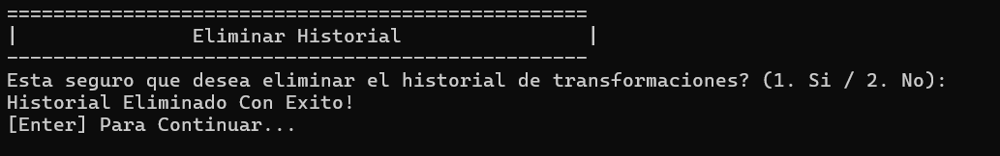 ==================================================
|               Eliminar Historial                |
--------------------------------------------------
Esta seguro que desea eliminar el historial de transformaciones? (1. Si / 2. No):
Historial Eliminado Con Exito!
[Enter] Para Continuar...